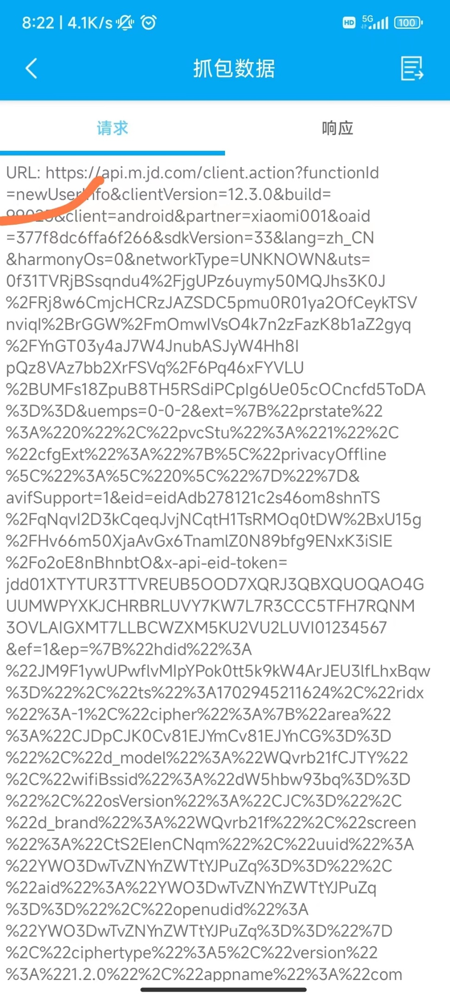 8:22 | 4.1K/s
HD 5G 100
抓包数据
请求 响应
URL: https://api.m.jd.com/client.action?functionId
=newUserInfo&clientVersion=12.3.0&build=
&client=android&partner=xiaomi001&oaid
=377f8dc6ffa6f266&sdkVersion=33&lang=zh_CN
&harmonyOs=0&networkType=UNKNOWN&uts=
0f31TVRjBSsqndu4%2FjgUPz6uymy50MQJhs3K0J
%2FRj8w6CmjcHCRzJAZSDC5pmu0R01ya2OfCeykTSV
nviqI%2BrGGW%2FmOmwIVsO4k7n2zFazK8b1aZ2gyq
%2FYnGT03y4aJ7W4JnubASJyW4Hh8I
pQz8VAz7bb2XrFSVq%2F6Pq46xFYVLU
%2BUMFs18ZpuB8TH5RSdiPCpIg6Ue05cOCncfd5ToDA
%3D%3D&uemps=0-0-2&ext=%7B%22prstate%22
%3A%220%22%2C%22pvcStu%22%3A%221%22%2C
%22cfgExt%22%3A%22%7B%5C%22privacyOffline
%5C%22%3A%5C%220%5C%22%7D%22%7D&
avifSupport=1&eid=eidAdb278121c2s46om8shnTS
%2FqNqvI2D3kCqeqJvjNCqtH1TsRMOq0tDW%2BxU15g
%2FHv66m50XjaAvGx6TnamlZ0N89bfg9ENxK3iSIE
%2Fo2oE8nBhnbtO&x-api-eid-token=
jdd01XTYTUR3TTVREUB5OOD7XQRJ3QBXQUOQAO4G
UUMWPYXKJCHRBRLUVY7KW7L7R3CCC5TFH7RQNM
3OVLAIGXMT7LLBCWZXM5KU2VU2LUVI01234567
&ef=1&ep=%7B%22hdid%22%3A
%22JM9F1ywUPwflvMIpYPok0tt5k9kW4ArJEU3lfLhxBqw
%3D%22%2C%22ts%22%3A1702945211624%2C%22ridx
%22%3A-1%2C%22cipher%22%3A%7B%22area%22
%3A%22CJDpCJK0Cv81EJYmCv81EJYnCG%3D%3D
%22%2C%22d_model%22%3A%22WQvrb21fCJTY%22
%2C%22wifiBssid%22%3A%22dW5hbw93bq%3D%3D
%22%2C%22osVersion%22%3A%22CJC%3D%22%2C
%22d_brand%22%3A%22WQvrb21f%22%2C%22screen
%22%3A%22CtS2EIenCNqm%22%2C%22uuid%22%3A
%22YWO3DwTvZNYnZWTtYJPuZq%3D%3D%22%2C
%22aid%22%3A%22YWO3DwTvZNYnZWTtYJPuZq
%3D%3D%22%2C%22openudid%22%3A
%22YWO3DwTvZNYnZWTtYJPuZq%3D%3D%22%7D
%2C%22ciphertype%22%3A5%2C%22version%22
%3A%221.2.0%22%2C%22appname%22%3A%22com